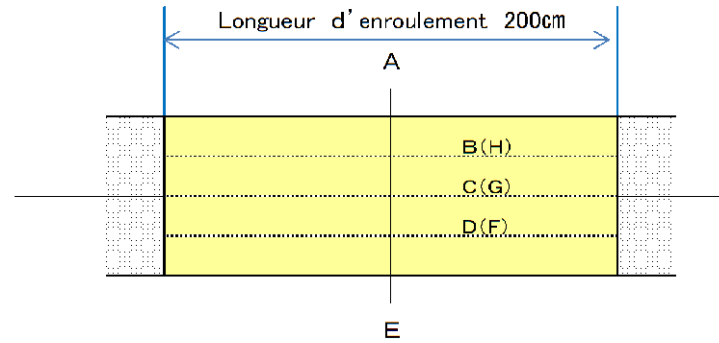 Longueur d'enroulement 200㎝
A
B(H)
C(G)
D(F)
E